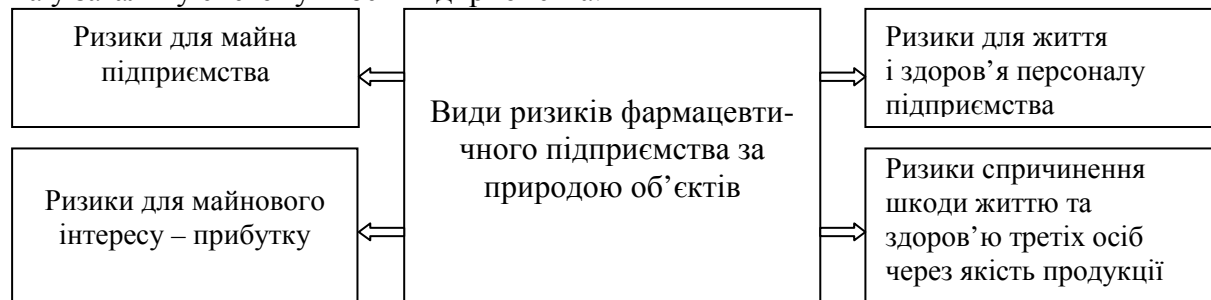 Ризики для майна
підприємства
Ризики для майнового
інтересу – прибутку
Види ризиків фармацевти-
чного підприємства за
природою об’єктів
Ризики для життя
і здоров’я персоналу
підприємства
Ризики спричинення
шкоди життю та
здоров’ю третіх осіб
через якість продукції